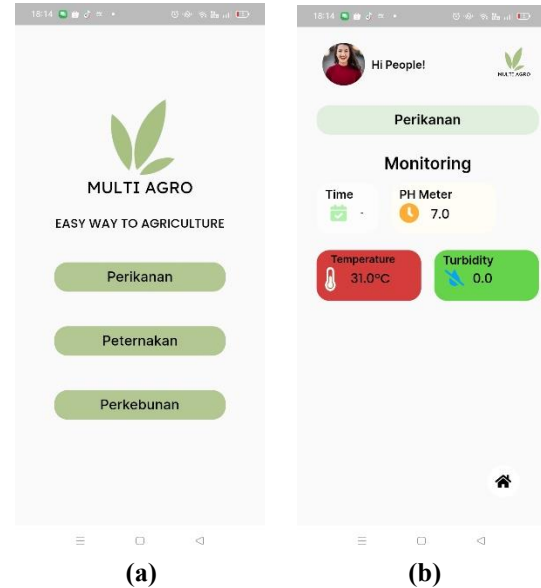 18:14
MULTI AGRO
EASY WAY TO AGRICULTURE
Perikanan
Peternakan
Perkebunan
(a)
18:14
Hi People!
MULTI AGRO
Perikanan
Monitoring
Time
-
PH Meter
7.0
Temperature
31.0°C
Turbidity
0.0
(b)